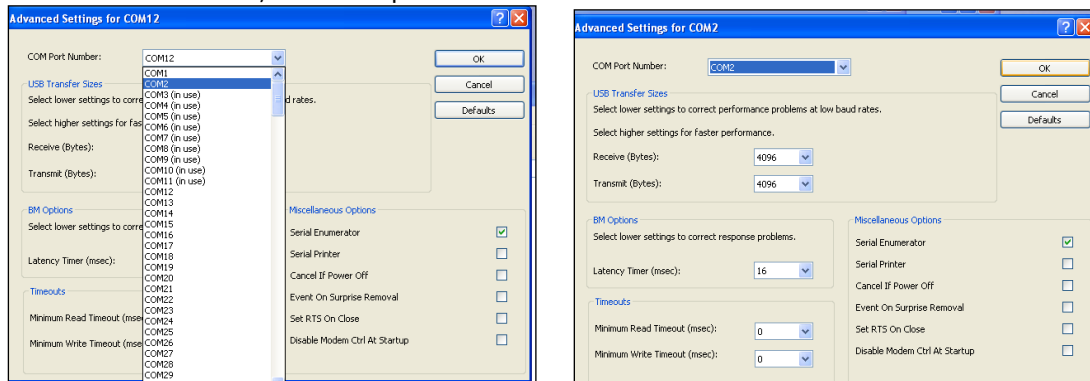 Advanced Settings for COM12
COM Port Number:
COM12
OK
Cancel
Defaults
USB Transfer Sizes
Select lower settings to corre
d rates.
Select higher settings for fas
Receive (Bytes):
Transmit (Bytes):
COM1
COM2
COM3 (in use)
COM4 (in use)
COM5 (in use)
COM6 (in use)
COM7 (in use)
COM8 (in use)
COM9 (in use)
COM10 (in use)
COM11 (in use)
COM12
COM13
COM14
COM15
COM16
COM17
COM18
COM19
COM20
COM21
COM22
COM23
COM24
COM25
COM26
COM27
COM28
COM29
BM Options
Select lower settings to corre
Latency Timer (msec):
Timeouts
Minimum Read Timeout (mse
Minimum Write Timeout (mse
Miscellaneous Options
Serial Enumerator
Serial Printer
Cancel If Power Off
Event On Surprise Removal
Set RTS On Close
Disable Modem Ctrl At Startup
Advanced Settings for COM2
COM Port Number:
COM2
OK
Cancel
Defaults
USB Transfer Sizes
Select lower settings to correct performance problems at low baud rates.
Select higher settings for faster performance.
Receive (Bytes):
4096
Transmit (Bytes):
4096
BM Options
Select lower settings to correct response problems.
Latency Timer (msec):
16
Timeouts
Minimum Read Timeout (msec):
0
Minimum Write Timeout (msec):
0
Miscellaneous Options
Serial Enumerator
Serial Printer
Cancel If Power Off
Event On Surprise Removal
Set RTS On Close
Disable Modem Ctrl At Startup